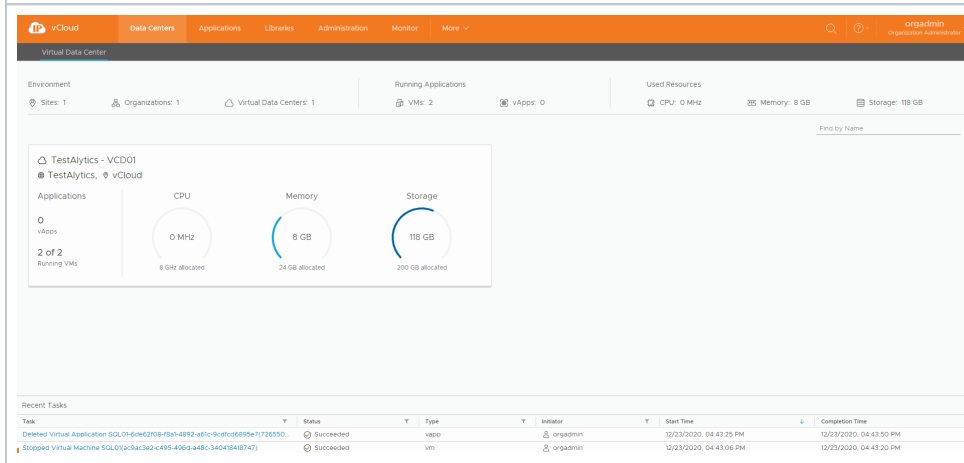 vCloud Data Centers Applications Libraries Administration Monitor More orgadmin
Organization Administrator
Virtual Data Center
Environment Running Applications Used Resources
Sites: 1 Organizations: 1 Virtual Data Centers: 1 VMs: 2 vApps: 0 CPU: 0 MHz Memory: 8 GB Storage: 118 GB
Find by Name
TestAlytics - VCD01
TestAlytics, vCloud
Applications CPU Memory Storage
0
vApps
0 MHz 8 GB 118 GB
2 of 2
Running VMs
8 GHz allocated 24 GB allocated 200 GB allocated
Recent Tasks
Task Status Type Initiator Start Time Completion Time
Deleted Virtual Application SQL01-6de62f08-f8a1-4892-a61c-9cdfcd6895e7(726550... Succeeded vapp orgadmin 12/23/2020, 04:43:25 PM 12/23/2020, 04:43:50 PM
Stopped Virtual Machine SQL01(ac9ac3e2-c495-496d-a48c-340418418747) Succeeded vm orgadmin 12/23/2020, 04:43:06 PM 12/23/2020, 04:43:20 PM